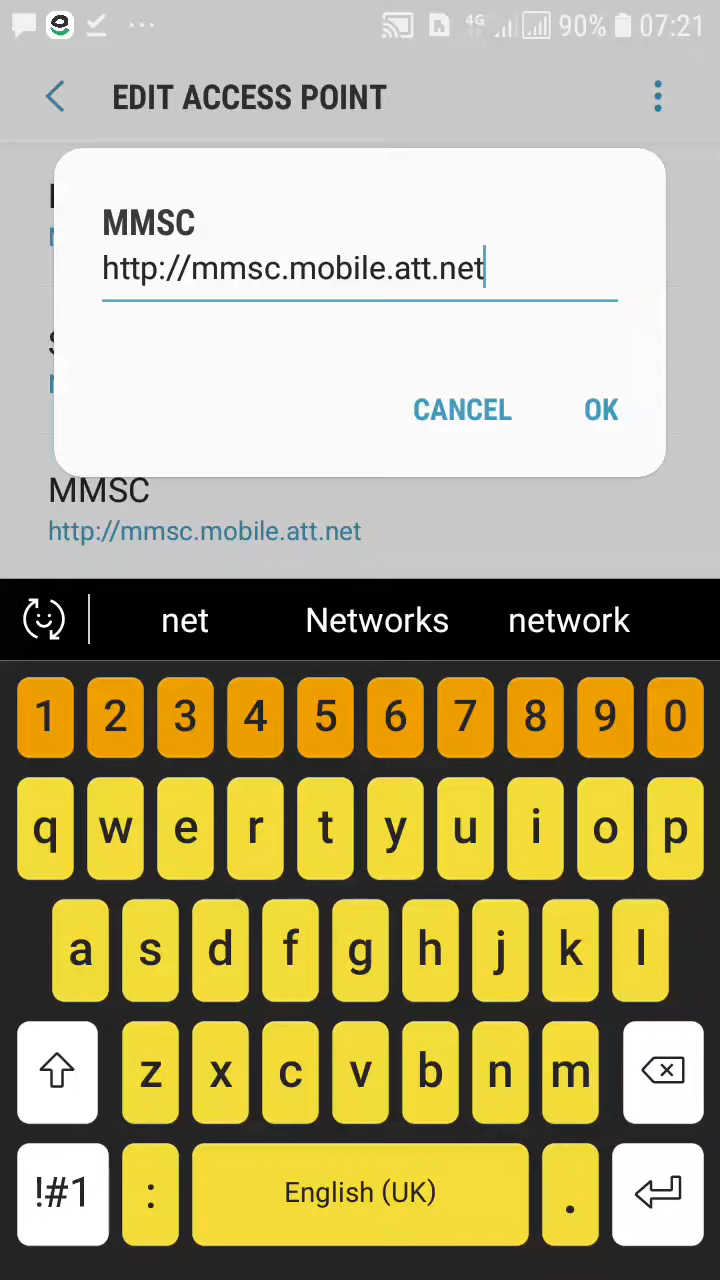 4G 90% 07:21
EDIT ACCESS POINT
MMSC
http://mmsc.mobile.att.net
CANCEL OK
MMSC
http://mmsc.mobile.att.net
net Networks network
1 2 3 4 5 6 7 8 9 0
q w e r t y u i o p
a s d f g h j k l
z x c v b n m
!#1 : English (UK) .